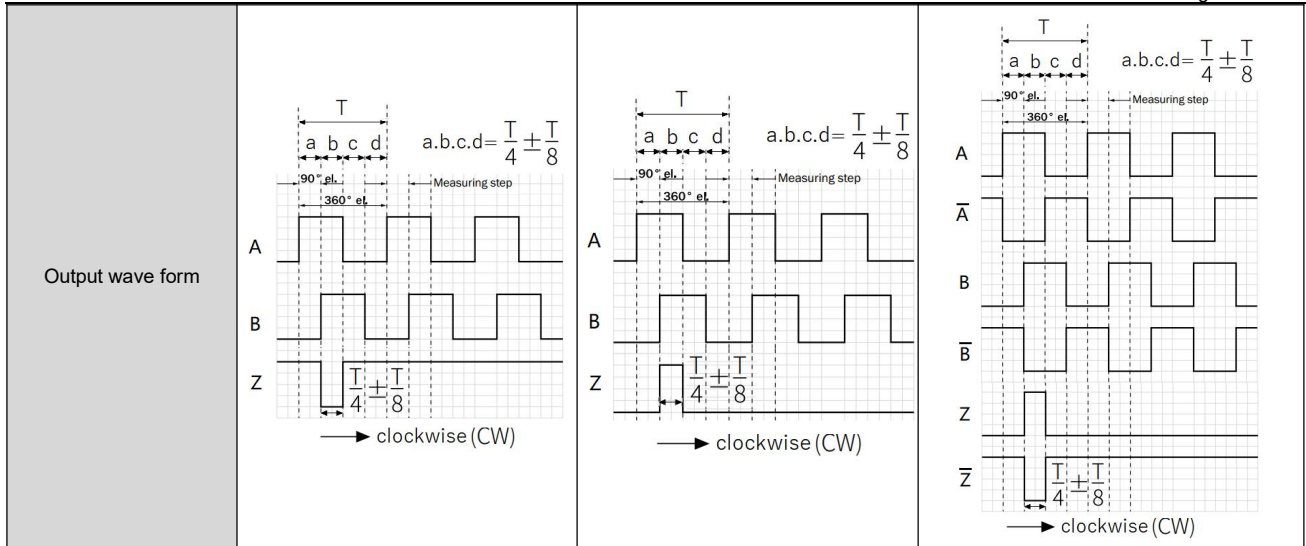 Output wave form
T
a b c d
a.b.c.d= T/4 ± T/8
90° el.
Measuring step
360° el.
A
B
Z
T/4 ± T/8
clockwise (CW)
T
a b c d
a.b.c.d= T/4 ± T/8
90° el.
Measuring step
360° el.
A
B
Z
T/4 ± T/8
clockwise (CW)
T
a b c d
a.b.c.d= T/4 ± T/8
90° el.
Measuring step
360° el.
A
A̅
B
B̅
Z
Z̅
T/4 ± T/8
clockwise (CW)